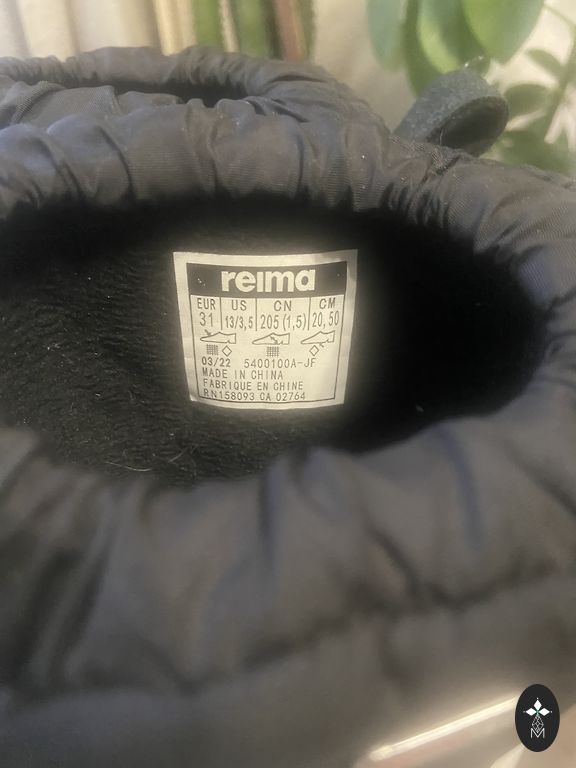 reima
EUR US CN CM
31 13/3,5 205(1,5) 20,50
03/22 5400100A-JF
MADE IN CHINA
FABRIQUE EN CHINE
RN158093 CA 02764
M